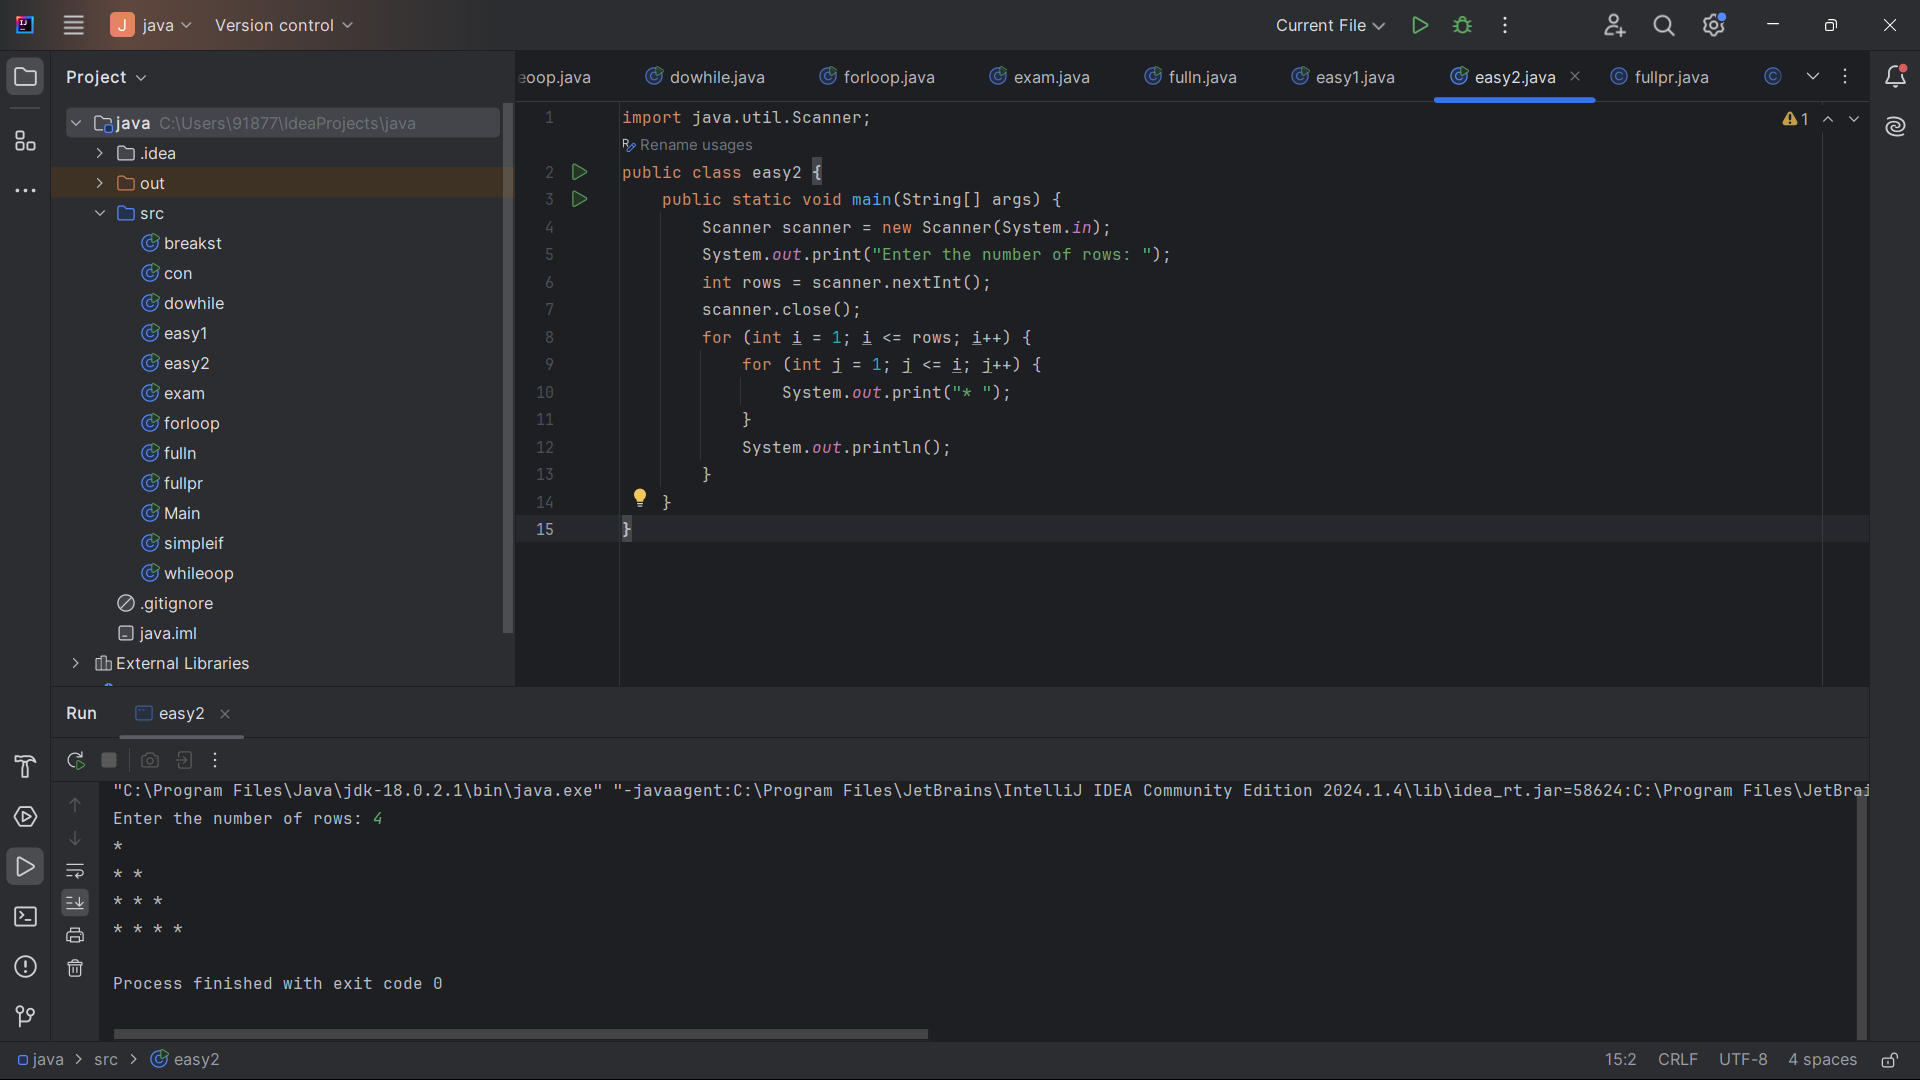 J java Version control Current File
Project
eoop.java dowhile.java forloop.java exam.java fulln.java easy1.java easy2.java fullpr.java
java C:\Users\91877\IdeaProjects\java
.idea
out
src
breakst
con
dowhile
easy1
easy2
exam
forloop
fulln
fullpr
Main
simpleif
whileoop
.gitignore
java.iml
External Libraries
1
1 import java.util.Scanner;
Rename usages
2 public class easy2 {
3 public static void main(String[] args) {
4 Scanner scanner = new Scanner(System.in);
5 System.out.print("Enter the number of rows: ");
6 int rows = scanner.nextInt();
7 scanner.close();
8 for (int i = 1; i <= rows; i++) {
9 for (int j = 1; j <= i; j++) {
10 System.out.print("* ");
11 }
12 System.out.println();
13 }
14 }
15 }
Run easy2
"C:\Program Files\Java\jdk-18.0.2.1\bin\java.exe" "-javaagent:C:\Program Files\JetBrains\IntelliJ IDEA Community Edition 2024.1.4\lib\idea_rt.jar=58624:C:\Program Files\JetBrai
Enter the number of rows: 4
*
* *
* * *
* * * *
Process finished with exit code 0
java > src > easy2 15:2 CRLF UTF-8 4 spaces